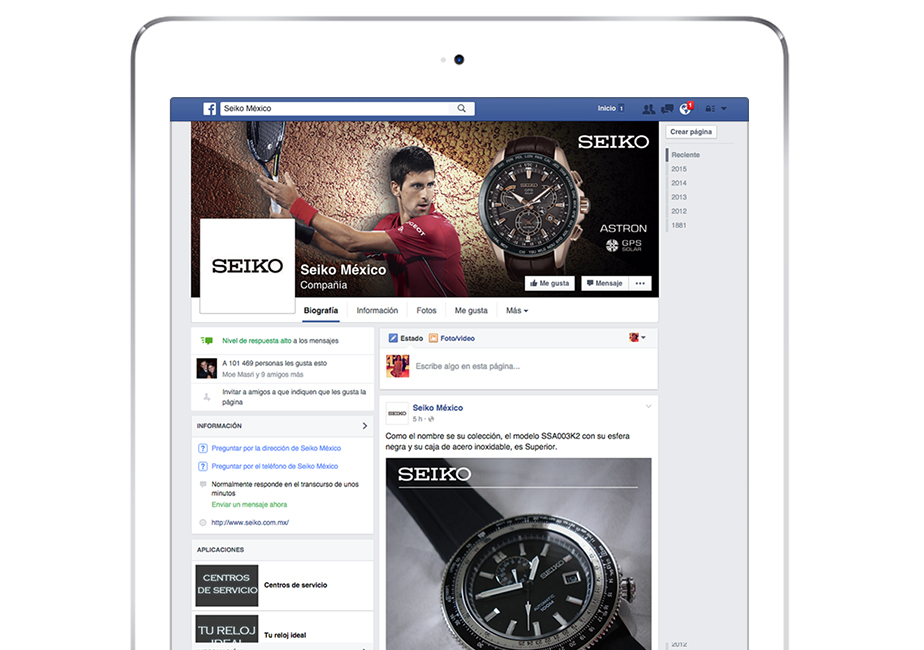 Seiko México
Inicio 1
1
Crear página
Reciente
2015
2014
2013
2012
1881
SEIKO
ASTRON
GPS
SOLAR
PEUGEOT
SEIKO
SEIKO
Seiko México
Compañía
Me gusta
Mensaje
...
Biografía
Información
Fotos
Me gusta
Más
Nivel de respuesta alto a los mensajes
A 101 469 personas les gusta esto
Moe Masri y 9 amigos más
Invitar a amigos a que indiquen que les gusta la
página
INFORMACIÓN
Preguntar por la dirección de Seiko México
Preguntar por el teléfono de Seiko México
Normalmente responde en el transcurso de unos
minutos
Enviar un mensaje ahora
http://www.seiko.com.mx/
APLICACIONES
CENTROS
DE SERVICIO
Centros de servicio
TU RELOJ
IDEAL
Tu reloj ideal
Estado
Foto/video
Escribe algo en esta página...
SEIKO
Seiko México
5 h
Como el nombre se su colección, el modelo SSA003K2 con su esfera
negra y su caja de acero inoxidable, es Superior.
SEIKO
SEIKO
AUTOMATIC
100M
2012